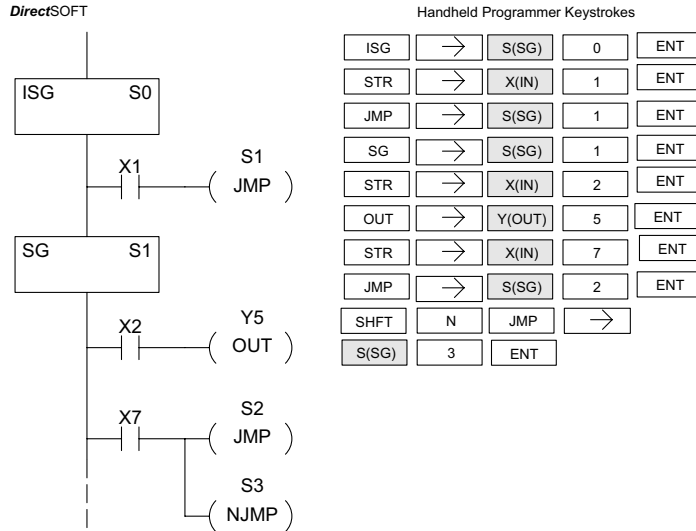 DirectSOFT
ISG S0
X1
S1
JMP
SG S1
X2
Y5
OUT
X7
S2
JMP
S3
NJMP
Handheld Programmer Keystrokes
ISG → S(SG) 0 ENT
STR → X(IN) 1 ENT
JMP → S(SG) 1 ENT
SG → S(SG) 1 ENT
STR → X(IN) 2 ENT
OUT → Y(OUT) 5 ENT
STR → X(IN) 7 ENT
JMP → S(SG) 2 ENT
SHFT N JMP →
S(SG) 3 ENT